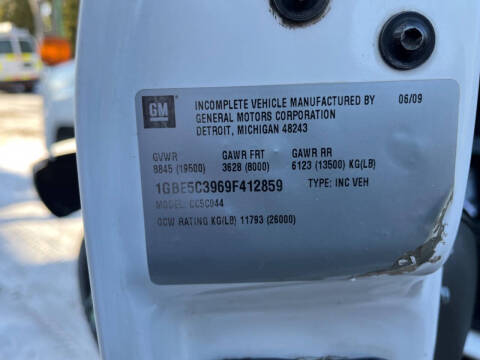 GM
INCOMPLETE VEHICLE MANUFACTURED BY 06/09
GENERAL MOTORS CORPORATION
DETROIT, MICHIGAN 48243
GVWR GAWR FRT GAWR RR
8845 (19500) 3628 (8000) 6123 (13500) KG(LB)
1GBE5C3969F412859 TYPE: INC VEH
MODEL: CC5C044
GCW RATING KG(LB) 11793 (26000)